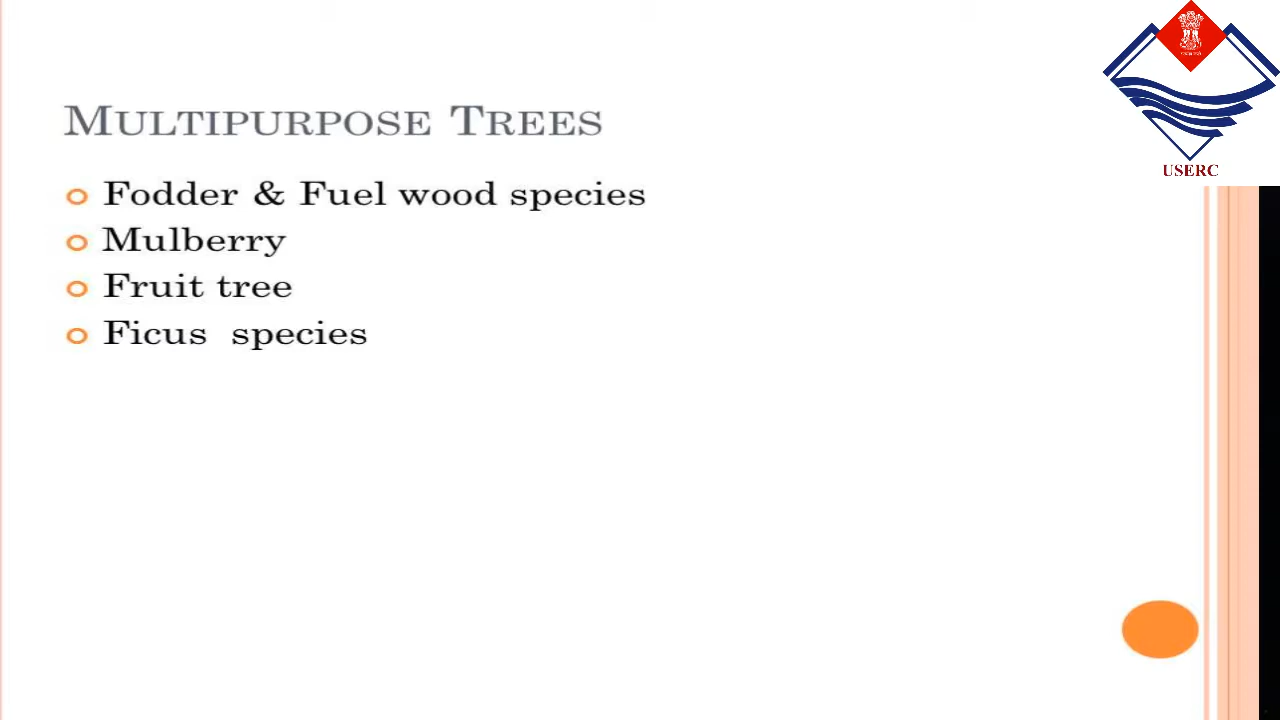 MULTIPURPOSE TREES
Fodder & Fuel wood species
Mulberry
Fruit tree
Ficus species
USERC